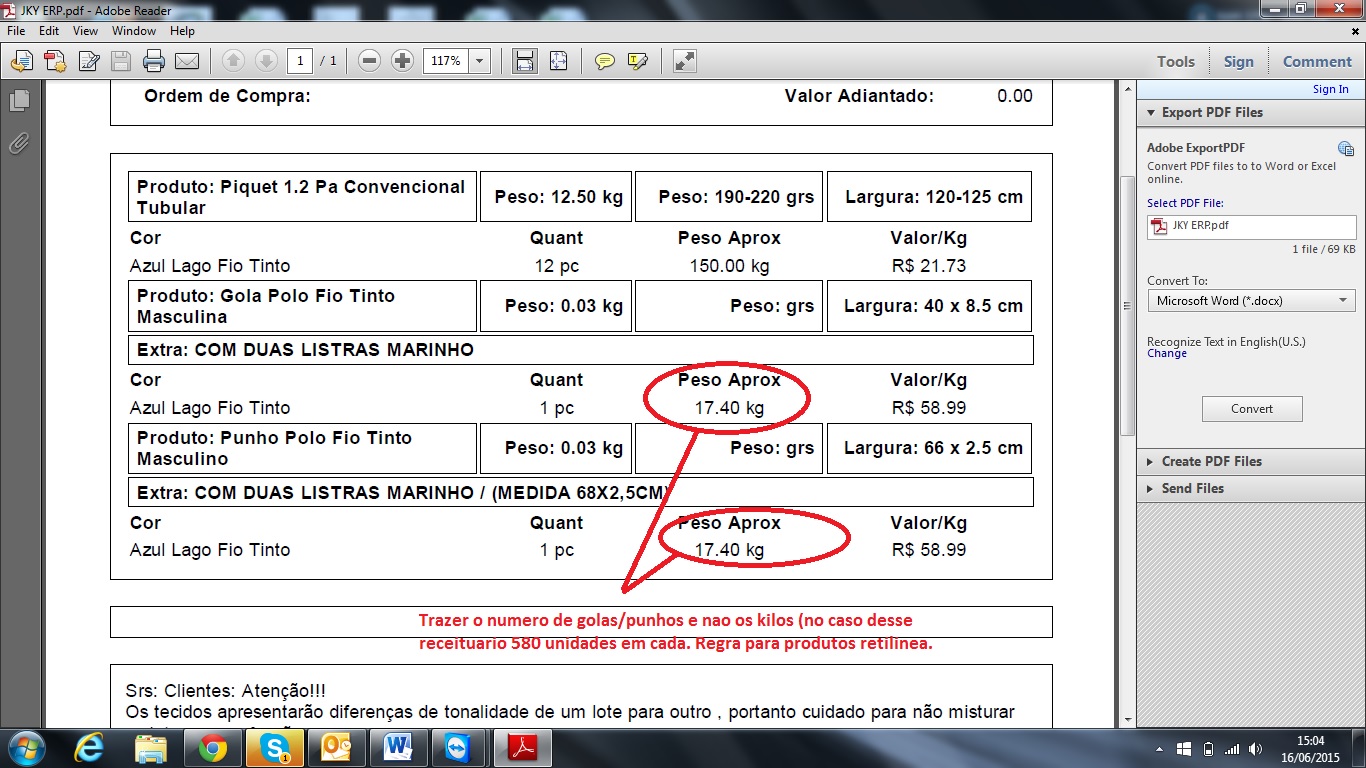 JKY ERP.pdf - Adobe Reader
File Edit View Window Help
1 / 1 117% Tools Sign Comment
Sign In
Export PDF Files
Adobe ExportPDF
Convert PDF files to to Word or Excel
online.
Select PDF File:
JKY ERP.pdf
1 file / 69 KB
Convert To:
Microsoft Word (*.docx)
Recognize Text in English(U.S.)
Change
Convert
Create PDF Files
Send Files
Ordem de Compra: Valor Adiantado: 0.00
Produto: Piquet 1.2 Pa Convencional
Tubular
Peso: 12.50 kg Peso: 190-220 grs Largura: 120-125 cm
Cor Quant Peso Aprox Valor/Kg
Azul Lago Fio Tinto 12 pc 150.00 kg R$ 21.73
Produto: Gola Polo Fio Tinto
Masculina
Peso: 0.03 kg Peso: grs Largura: 40 x 8.5 cm
Extra: COM DUAS LISTRAS MARINHO
Cor Quant Peso Aprox Valor/Kg
Azul Lago Fio Tinto 1 pc 17.40 kg R$ 58.99
Produto: Punho Polo Fio Tinto
Masculino
Peso: 0.03 kg Peso: grs Largura: 66 x 2.5 cm
Extra: COM DUAS LISTRAS MARINHO / (MEDIDA 68X2,5CM)
Cor Quant Peso Aprox Valor/Kg
Azul Lago Fio Tinto 1 pc 17.40 kg R$ 58.99
Trazer o numero de golas/punhos e nao os kilos (no caso desse
receituario 580 unidades em cada. Regra para produtos retilinea.
Srs: Clientes: Atenção!!!
Os tecidos apresentarão diferenças de tonalidade de um lote para outro , portanto cuidado para não misturar
15:04
16/06/2015